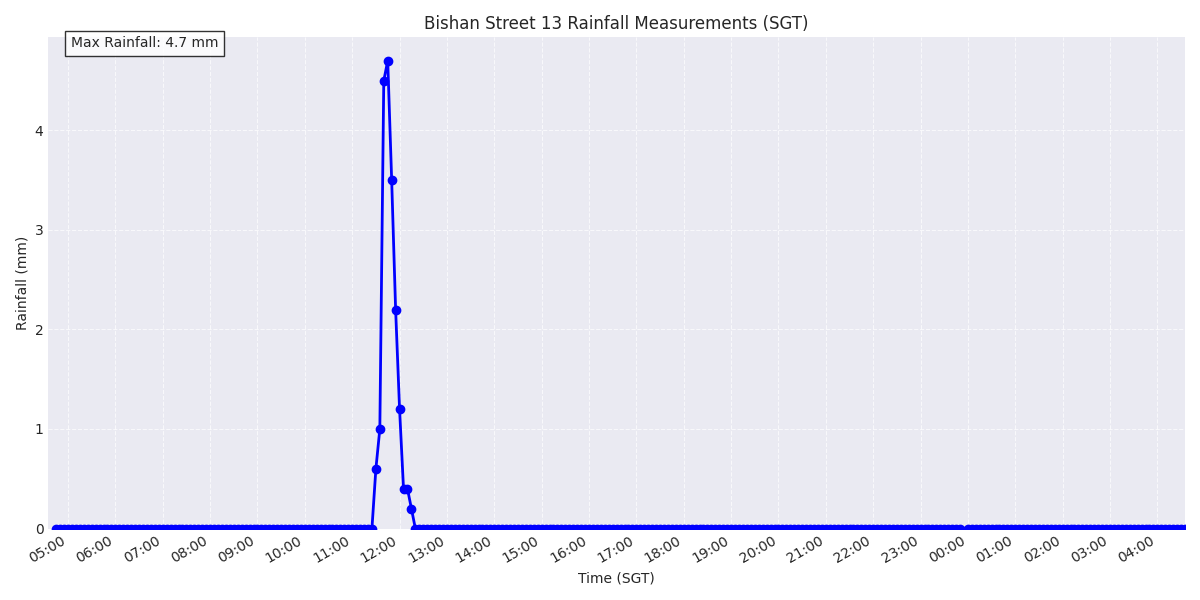 Bishan Street 13 Rainfall Measurements (SGT)
Max Rainfall: 4.7 mm
4
3
2
1
0
Rainfall (mm)
05:00 06:00 07:00 08:00 09:00 10:00 11:00 12:00 13:00 14:00 15:00 16:00 17:00 18:00 19:00 20:00 21:00 22:00 23:00 00:00 01:00 02:00 03:00 04:00
Time (SGT)